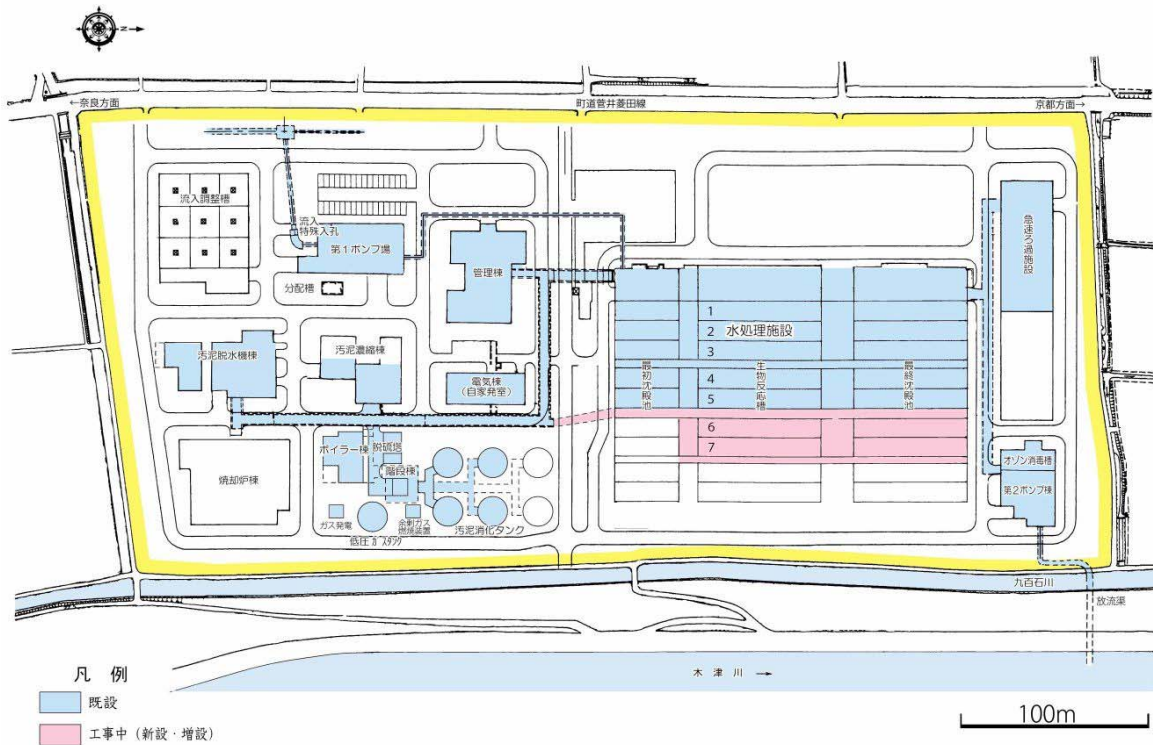 N
←奈良方面
町道菅井菱田線
京都方面→
流入調整槽
流入
特殊人孔
第1ポンプ場
分配槽
管理棟
急速ろ過施設
汚泥脱水機棟
汚泥濃縮棟
電気棟
(自家発室)
1
2
3
4
5
6
7
水処理施設
最初沈殿池
生物反応槽
最終沈殿池
焼却炉棟
ボイラー棟
脱硫塔
階段棟
ガス発電
低圧ガスタンク
余剰ガス
燃焼装置
汚泥消化タンク
オゾン消毒槽
第2ポンプ棟
九百石川
放流渠
木津川 →
凡例
既設
工事中(新設・増設)
100m